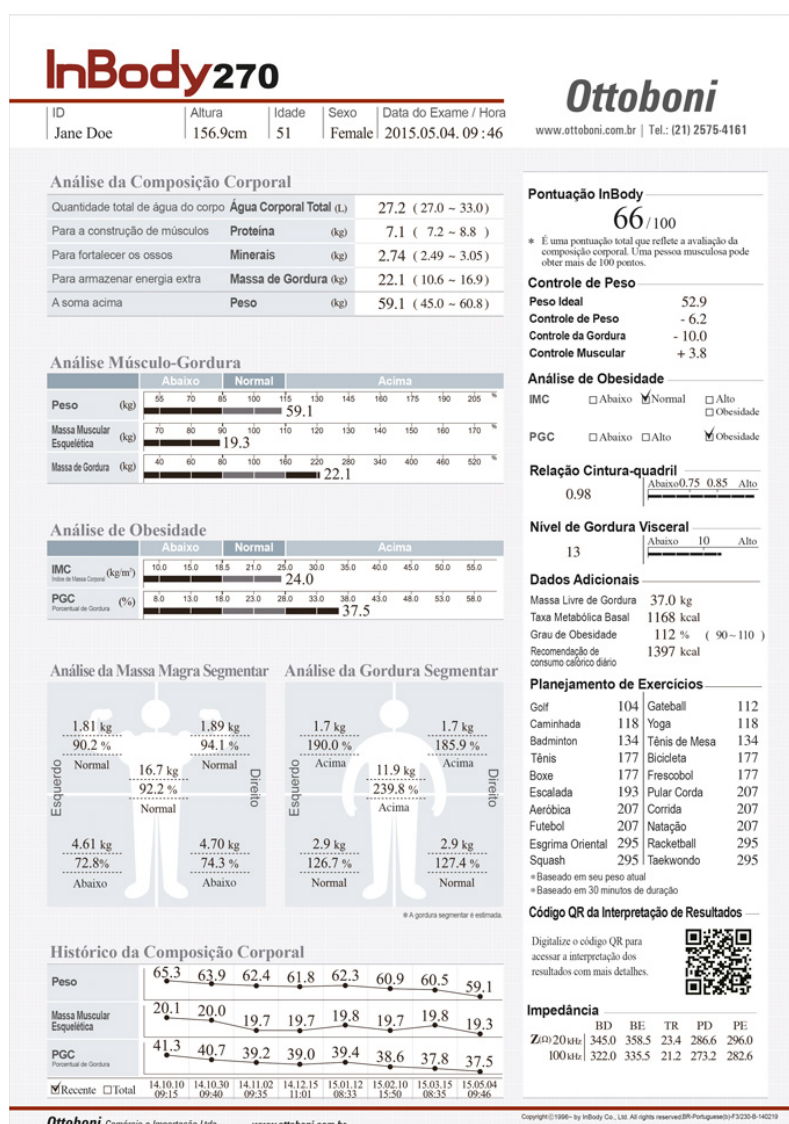 InBody270
Ottoboni
www.ottoboni.com.br | Tel.: (21) 2575-4161
ID Altura Idade Sexo Data do Exame / Hora
Jane Doe 156.9cm 51 Female 2015.05.04. 09:46
Análise da Composição Corporal
Quantidade total de água do corpo Água Corporal Total (L) 27.2 ( 27.0 ~ 33.0)
Para a construção de músculos Proteína (kg) 7.1 ( 7.2 ~ 8.8 )
Para fortalecer os ossos Minerais (kg) 2.74 ( 2.49 ~ 3.05)
Para armazenar energia extra Massa de Gordura (kg) 22.1 ( 10.6 ~ 16.9)
A soma acima Peso (kg) 59.1 ( 45.0 ~ 60.8)
Análise Músculo-Gordura
Abaixo Normal Acima
Peso (kg) 55 70 85 100 115 130 145 160 175 190 205 %
59.1
Massa Muscular Esquelética (kg) 70 80 90 100 110 120 130 140 150 160 170 %
19.3
Massa de Gordura (kg) 40 60 80 100 160 220 280 340 400 460 520 %
22.1
Análise de Obesidade
Abaixo Normal Acima
IMC (kg/m²) 10.0 15.0 18.5 21.0 25.0 30.0 35.0 40.0 45.0 50.0 55.0
Índice de Massa Corporal
24.0
PGC (%) 8.0 13.0 18.0 23.0 28.0 33.0 38.0 43.0 48.0 53.0 58.0
Porcentual de Gordura
37.5
Análise da Massa Magra Segmentar
1.81 kg 1.89 kg
90.2 % 94.1 %
Normal Normal
16.7 kg
92.2 %
Normal
Esquerdo Direito
4.61 kg 4.70 kg
72.8% 74.3 %
Abaixo Abaixo
Análise da Gordura Segmentar
1.7 kg 1.7 kg
190.0 % 185.9 %
Acima Acima
11.9 kg
239.8 %
Acima
Esquerdo Direito
2.9 kg 2.9 kg
126.7 % 127.4 %
Normal Normal
* A gordura segmentar é estimada.
Histórico da Composição Corporal
Peso 65.3 63.9 62.4 61.8 62.3 60.9 60.5 59.1
Massa Muscular Esquelética 20.1 20.0 19.7 19.7 19.8 19.7 19.8 19.3
PGC 41.3 40.7 39.2 39.0 39.4 38.6 37.8 37.5
Porcentual de Gordura
Recente Total 14.10.10 14.10.30 14.11.02 14.12.15 15.01.12 15.02.10 15.03.15 15.05.04
09:15 09:40 09:35 11:01 08:33 15:50 08:35 09:46
Pontuação InBody
66/100
* É uma pontuação total que reflete a avaliação da
composição corporal. Uma pessoa musculosa pode
obter mais de 100 pontos.
Controle de Peso
Peso Ideal 52.9
Controle de Peso - 6.2
Controle da Gordura - 10.0
Controle Muscular + 3.8
Análise de Obesidade
IMC Abaixo Normal Alto
Obesidade
PGC Abaixo Alto Obesidade
Relação Cintura-quadril
0.98 Abaixo 0.75 0.85 Alto
Nível de Gordura Visceral
13 Abaixo 10 Alto
Dados Adicionais
Massa Livre de Gordura 37.0 kg
Taxa Metabólica Basal 1168 kcal
Grau de Obesidade 112 % ( 90~110 )
Recomendação de
consumo calórico diário 1397 kcal
Planejamento de Exercícios
Golf 104 Gateball 112
Caminhada 118 Yoga 118
Badminton 134 Tênis de Mesa 134
Tênis 177 Bicicleta 177
Boxe 177 Frescobol 177
Escalada 193 Pular Corda 207
Aeróbica 207 Corrida 207
Futebol 207 Natação 207
Esgrima Oriental 295 Racketball 295
Squash 295 Taekwondo 295
*Baseado em seu peso atual
*Baseado em 30 minutos de duração
Código QR da Interpretação de Resultados
Digitalize o código QR para
acessar a interpretação dos
resultados com mais detalhes.
Impedância
BD BE TR PD PE
Z(Ω) 20 kHz 345.0 358.5 23.4 286.6 296.0
100 kHz 322.0 335.5 21.2 273.2 282.6
Ottoboni Comércio e Importação Ltda. www.ottoboni.com.br
Copyright©1996~ by InBody Co., Ltd. All rights reserved.BR-Portuguese(b)-F3/230-B-140219